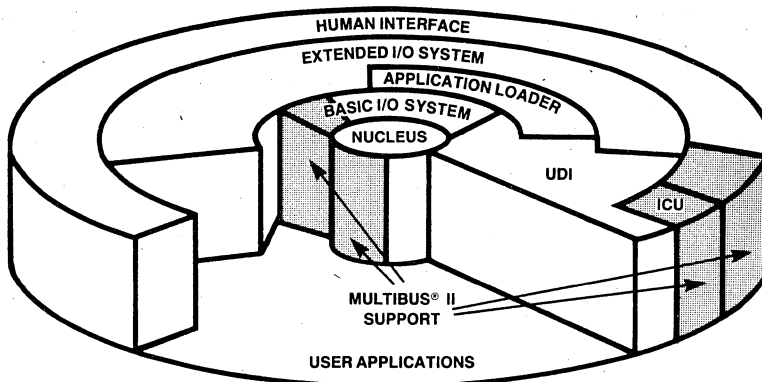 HUMAN INTERFACE
EXTENDED I/O SYSTEM
APPLICATION LOADER
BASIC I/O SYSTEM
NUCLEUS
UDI
ICU
MULTIBUS® II
SUPPORT
USER APPLICATIONS